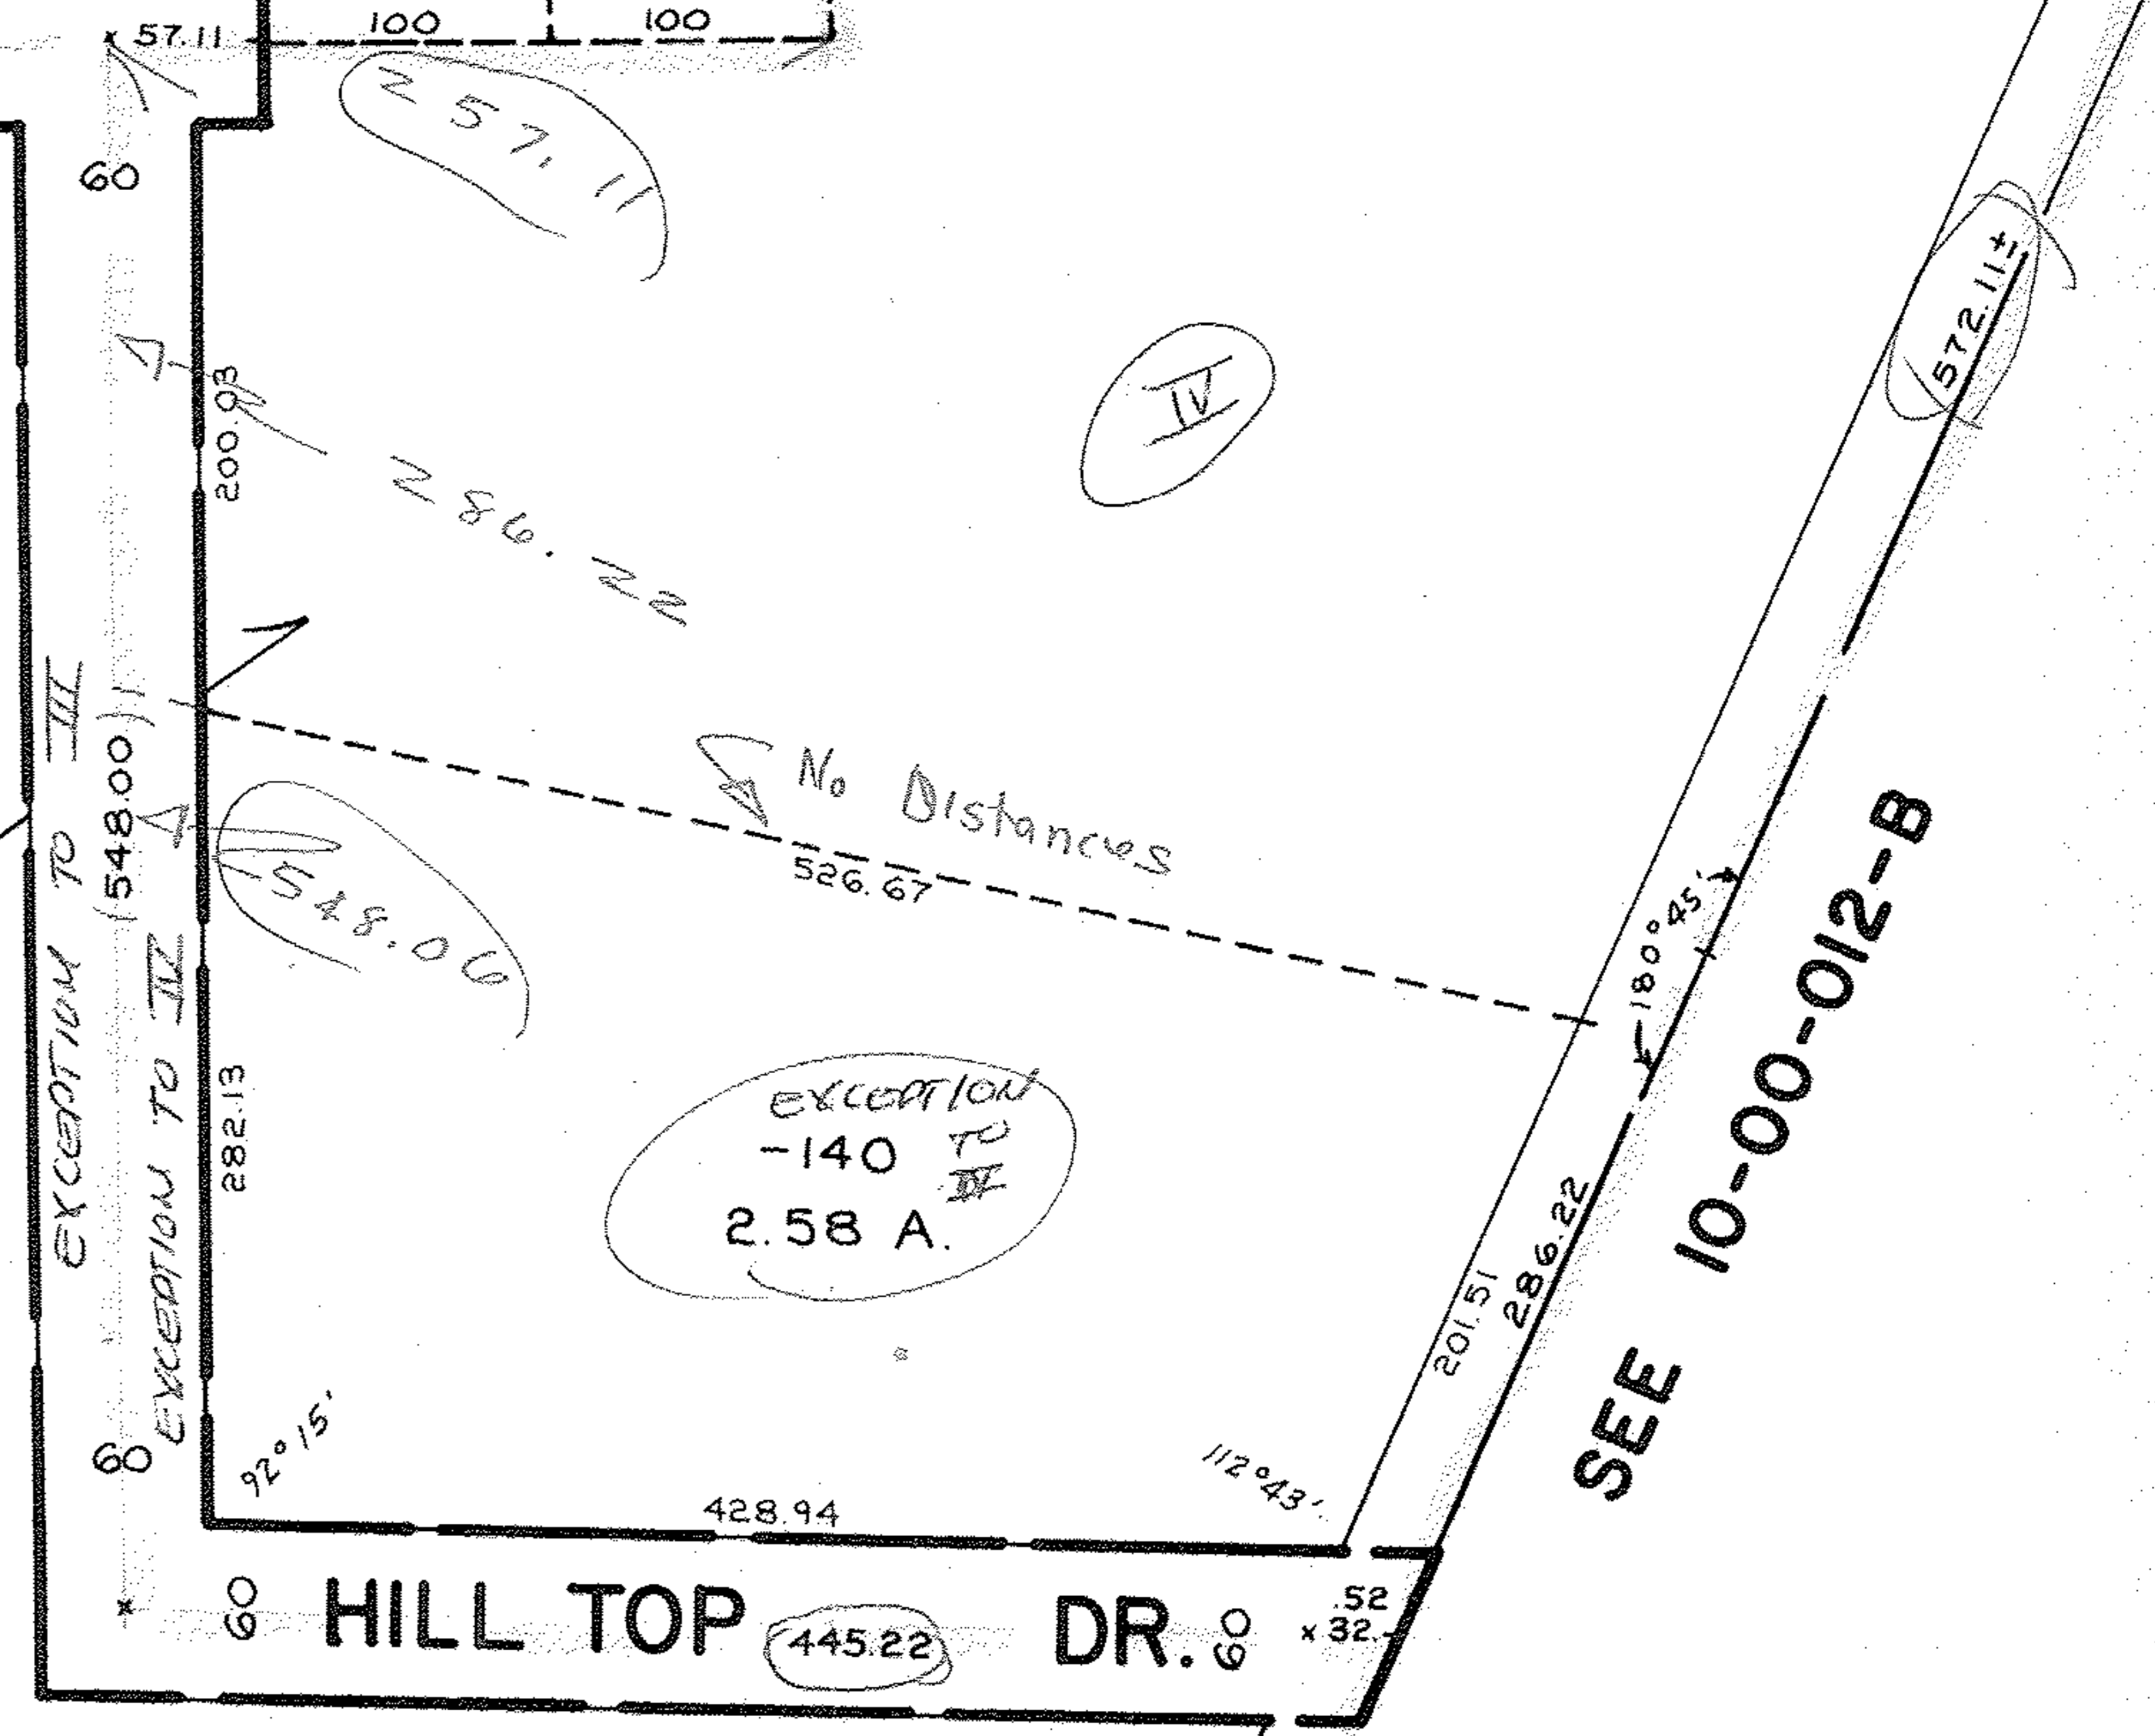 57.11
100
100
257.11
60
572.11±
IV
200.93
286.22
No Distances
526.67
EXCEPTION TO III
(548.00)
EXCEPTION TO IV
548.06
180°45'
SEE 10-00-012-B
282.13
EXCEPTION
-140 TO
IV
2.58 A.
201.51
286.22
60
92°15'
112°43'
428.94
60 HILL TOP 445.22 DR. 60
.52
x 32.